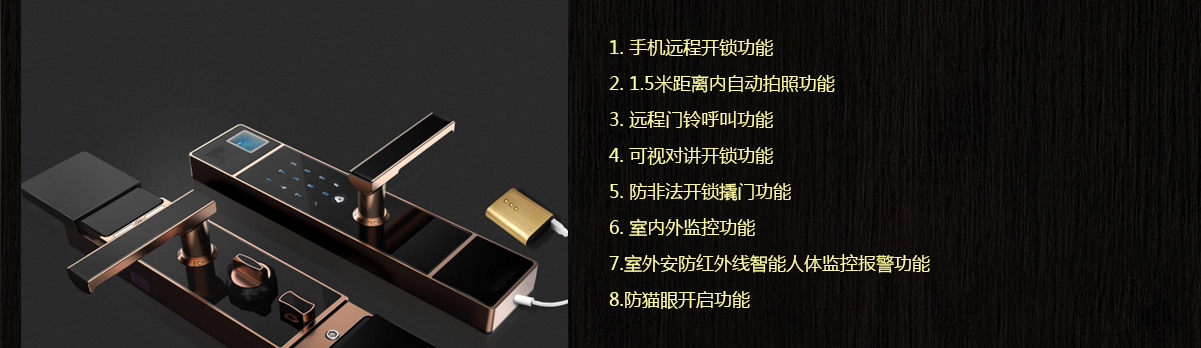 1. 手机远程开锁功能
2. 1.5米距离内自动拍照功能
3. 远程门铃呼叫功能
4. 可视对讲开锁功能
5. 防非法开锁撬门功能
6. 室内外监控功能
7.室外安防红外线智能人体监控报警功能
8.防猫眼开启功能